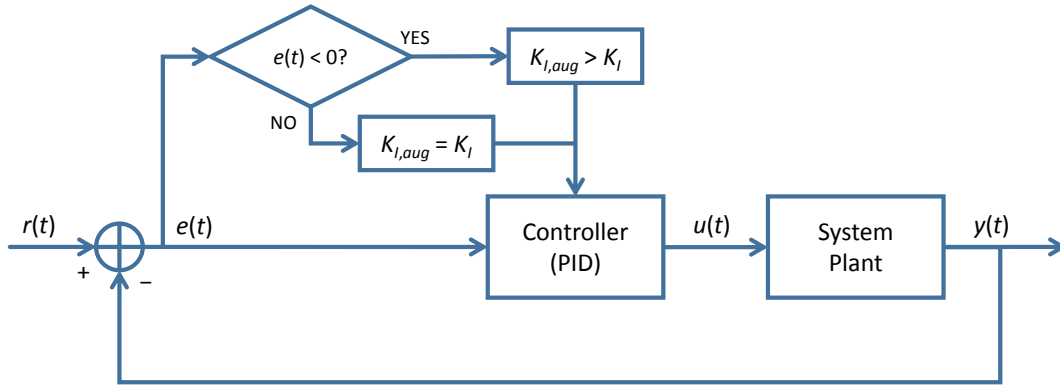 e(t) < 0?
YES
K_{I,aug} > K_I
NO
K_{I,aug} = K_I
r(t)
e(t)
+
−
Controller
(PID)
u(t)
System
Plant
y(t)